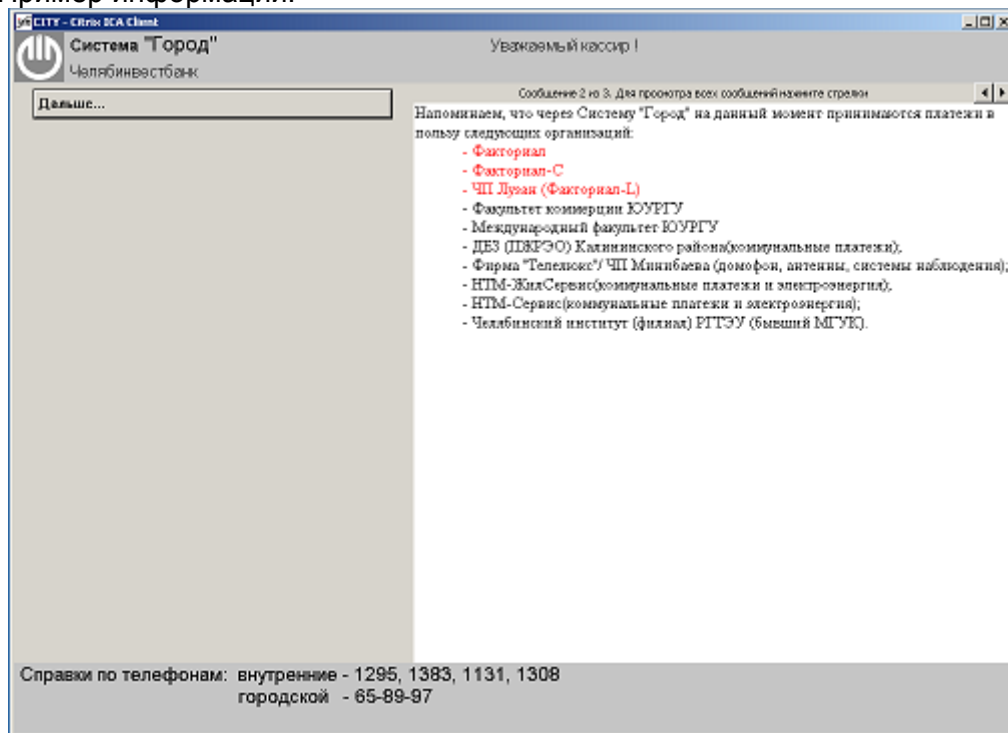 Пример информации:
CITY - Citrix ICA Client
Система "Город"
Уважаемый кассир !
Челябинвестбанк
Дальше...
Сообщение 2 из 3. Для просмотра всех сообщений нажмите стрелки
Напоминаем, что через Систему "Город" на данный момент принимаются платежи в
пользу следующих организаций:
- Факториал
- Факториал-С
- ЧП Лузан (Факториал-L)
- Факультет коммерции ЮУРГУ
- Международный факультет ЮУРГУ
- ДЕЗ (ПЖРЭО) Калининского района(коммунальные платежи);
- Фирма "Телелюкс"/ ЧП Минибаева (домофон, антенны, системы наблюдения);
- НТМ-ЖилСервис(коммунальные платежи и электроэнергия);
- НТМ-Сервис(коммунальные платежи и электроэнергия);
- Челябинский институт (филиал) РГТЭУ (бывший МГУК).
Справки по телефонам: внутренние - 1295, 1383, 1131, 1308
городской - 65-89-97